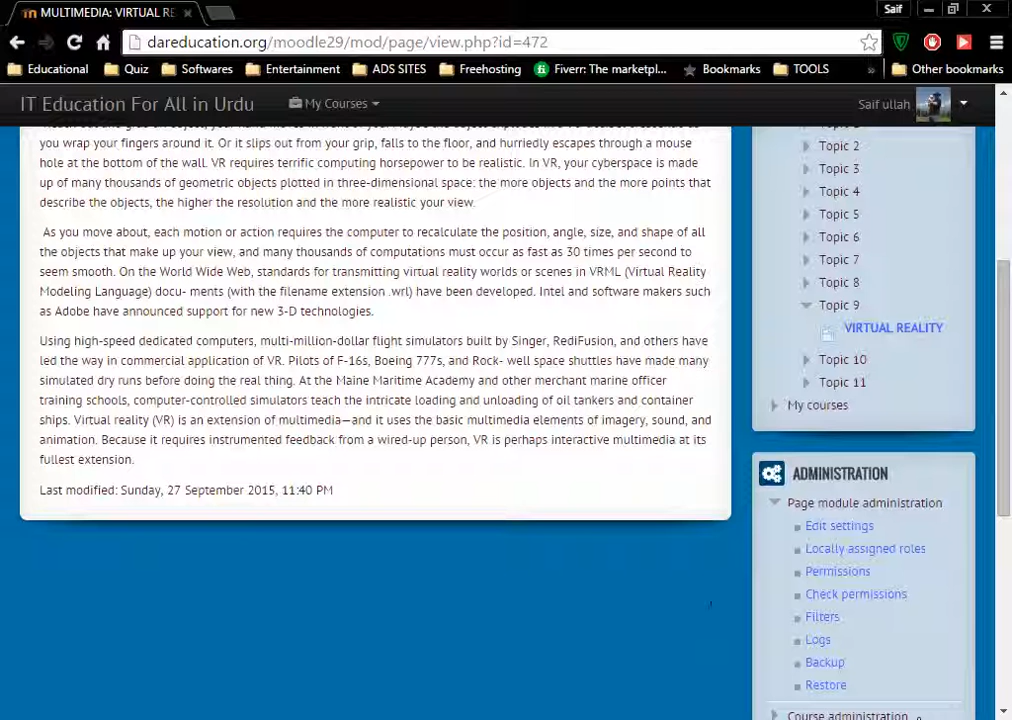 MULTIMEDIA: VIRTUAL RE
Saif
dareducation.org/moodle29/mod/page/view.php?id=472
Educational Quiz Softwares Entertainment ADS SITES Freehosting Fiverr: The marketpl... Bookmarks TOOLS » Other bookmarks
IT Education For All in Urdu My Courses Saif ullah
you wrap your fingers around it. Or it slips out from your grip, falls to the floor, and hurriedly escapes through a mouse
hole at the bottom of the wall. VR requires terrific computing horsepower to be realistic. In VR, your cyberspace is made
up of many thousands of geometric objects plotted in three-dimensional space: the more objects and the more points that
describe the objects, the higher the resolution and the more realistic your view.
As you move about, each motion or action requires the computer to recalculate the position, angle, size, and shape of all
the objects that make up your view, and many thousands of computations must occur as fast as 30 times per second to
seem smooth. On the World Wide Web, standards for transmitting virtual reality worlds or scenes in VRML (Virtual Reality
Modeling Language) docu- ments (with the filename extension .wrl) have been developed. Intel and software makers such
as Adobe have announced support for new 3-D technologies.
Using high-speed dedicated computers, multi-million-dollar flight simulators built by Singer, RediFusion, and others have
led the way in commercial application of VR. Pilots of F-16s, Boeing 777s, and Rock- well space shuttles have made many
simulated dry runs before doing the real thing. At the Maine Maritime Academy and other merchant marine officer
training schools, computer-controlled simulators teach the intricate loading and unloading of oil tankers and container
ships. Virtual reality (VR) is an extension of multimedia—and it uses the basic multimedia elements of imagery, sound, and
animation. Because it requires instrumented feedback from a wired-up person, VR is perhaps interactive multimedia at its
fullest extension.
Last modified: Sunday, 27 September 2015, 11:40 PM
Topic 2
Topic 3
Topic 4
Topic 5
Topic 6
Topic 7
Topic 8
Topic 9
VIRTUAL REALITY
Topic 10
Topic 11
My courses
ADMINISTRATION
Page module administration
Edit settings
Locally assigned roles
Permissions
Check permissions
Filters
Logs
Backup
Restore
Course administration